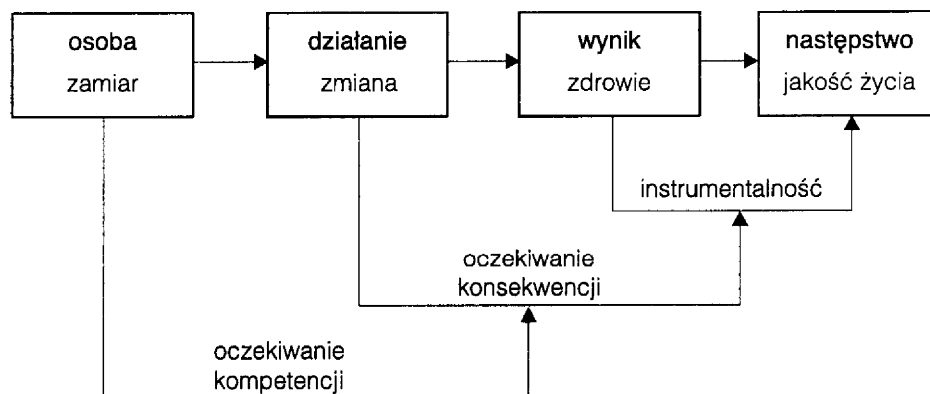 osoba
zamiar
działanie
zmiana
wynik
zdrowie
następstwo
jakość życia
instrumentalność
oczekiwanie
konsekwencji
oczekiwanie
kompetencji